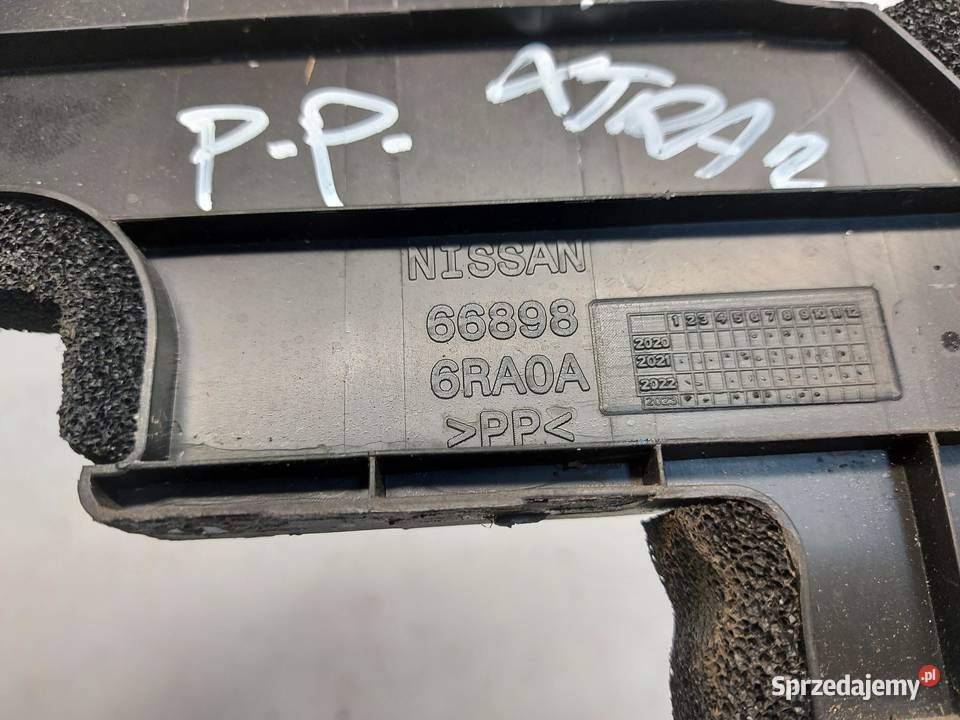 P.P. XTRA 2
NISSAN
66898
6RA0A
>PP<
1 2 3 4 5 6 7 8 9 10 11 12
2020
2021
2022
2023
Sprzedajemy.pl